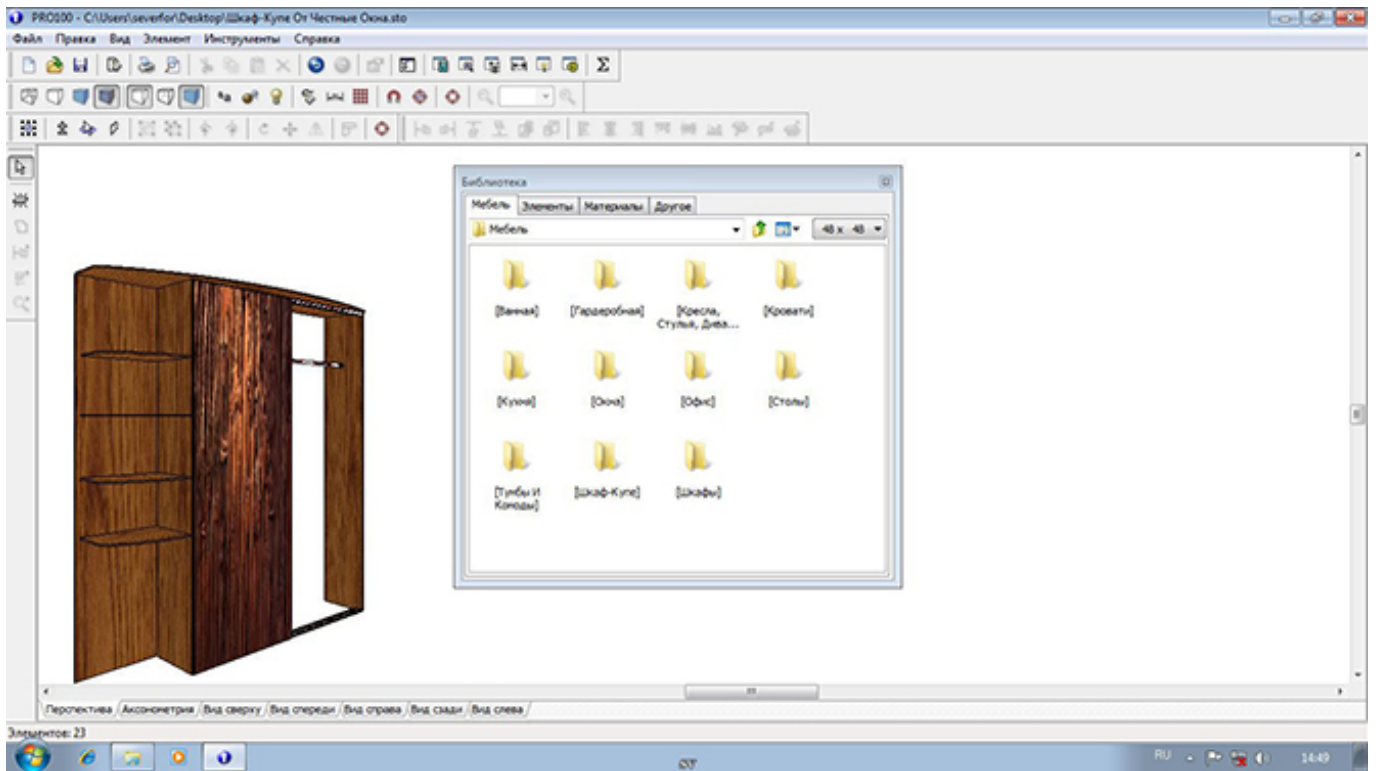 PRO100 - C:\Users\severfor\Desktop\Шкаф-Купе От Честные Окна.sto
Файл Правка Вид Элемент Инструменты Справка
Библиотека
Мебель Элементы Материалы Другое
Мебель 48 x 48
[Ванная] [Гардеробная] [Кресла, Стулья, Дива... [Кровати]
[Кухня] [Окна] [Офис] [Столы]
[Тумбы И Комоды] [Шкаф-Купе] [Шкафы]
Перспектива Аксонометрия Вид сверху Вид спереди Вид справа Вид сзади Вид слева
Элементов: 23
RU 14:49